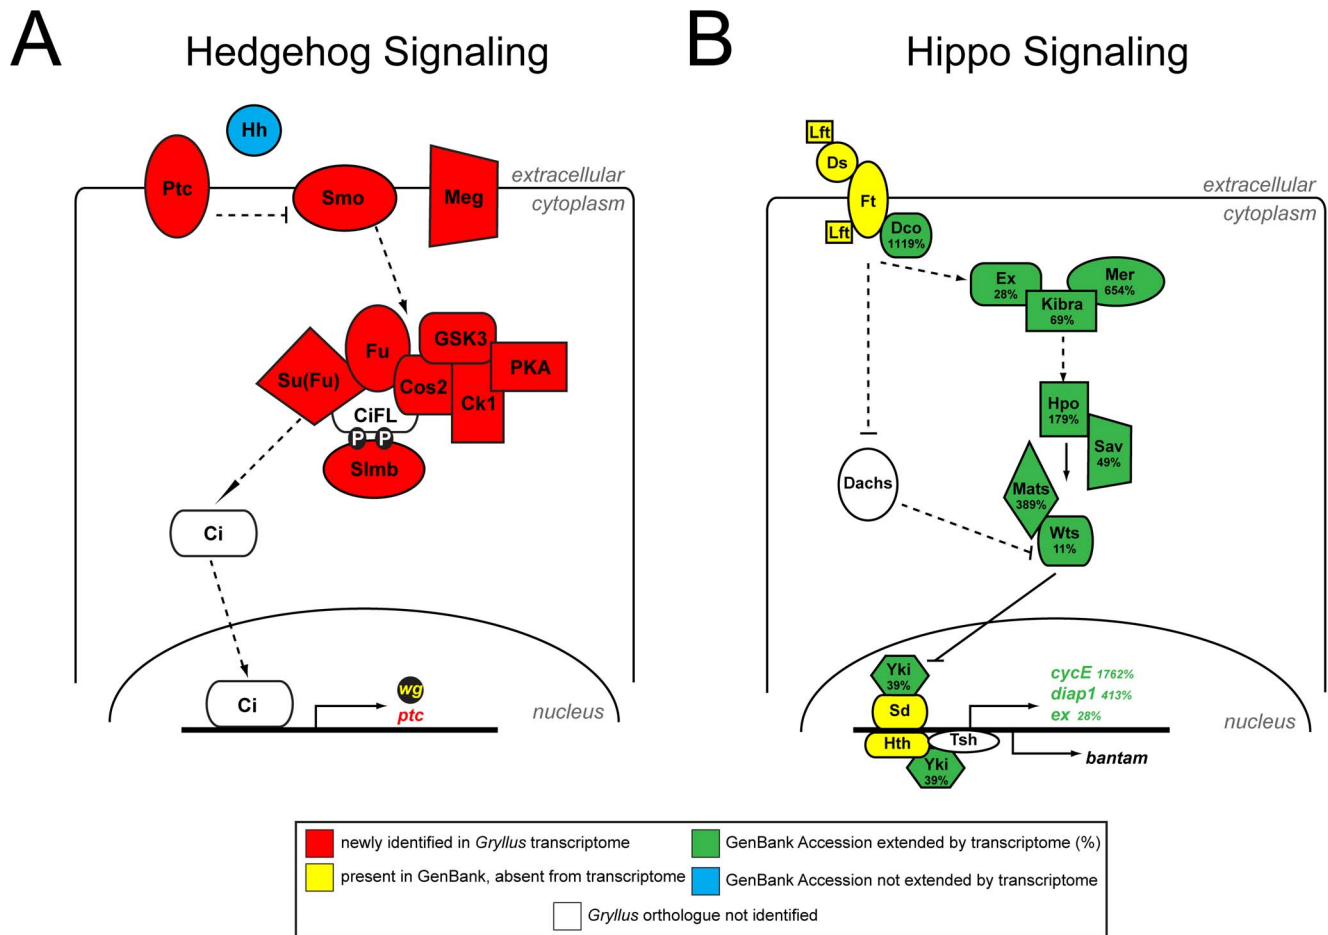 A
Hedgehog Signaling
Hh
Ptc
Smo
Meg
extracellular
cytoplasm
Fu
GSK3
PKA
Su(Fu)
Cos2
Ck1
CiFL
P P
Slmb
Ci
Ci
wg
ptc
nucleus
B
Hippo Signaling
Lft
Ds
Ft
Lft
Dco
1119%
extracellular
cytoplasm
Ex
28%
Mer
654%
Kibra
69%
Hpo
179%
Sav
49%
Dachs
Mats
389%
Wts
11%
Yki
39%
Sd
Hth
Tsh
Yki
39%
cycE 1762%
diap1 413%
ex 28%
bantam
nucleus
newly identified in Gryllus transcriptome
GenBank Accession extended by transcriptome (%)
present in GenBank, absent from transcriptome
GenBank Accession not extended by transcriptome
Gryllus orthologue not identified